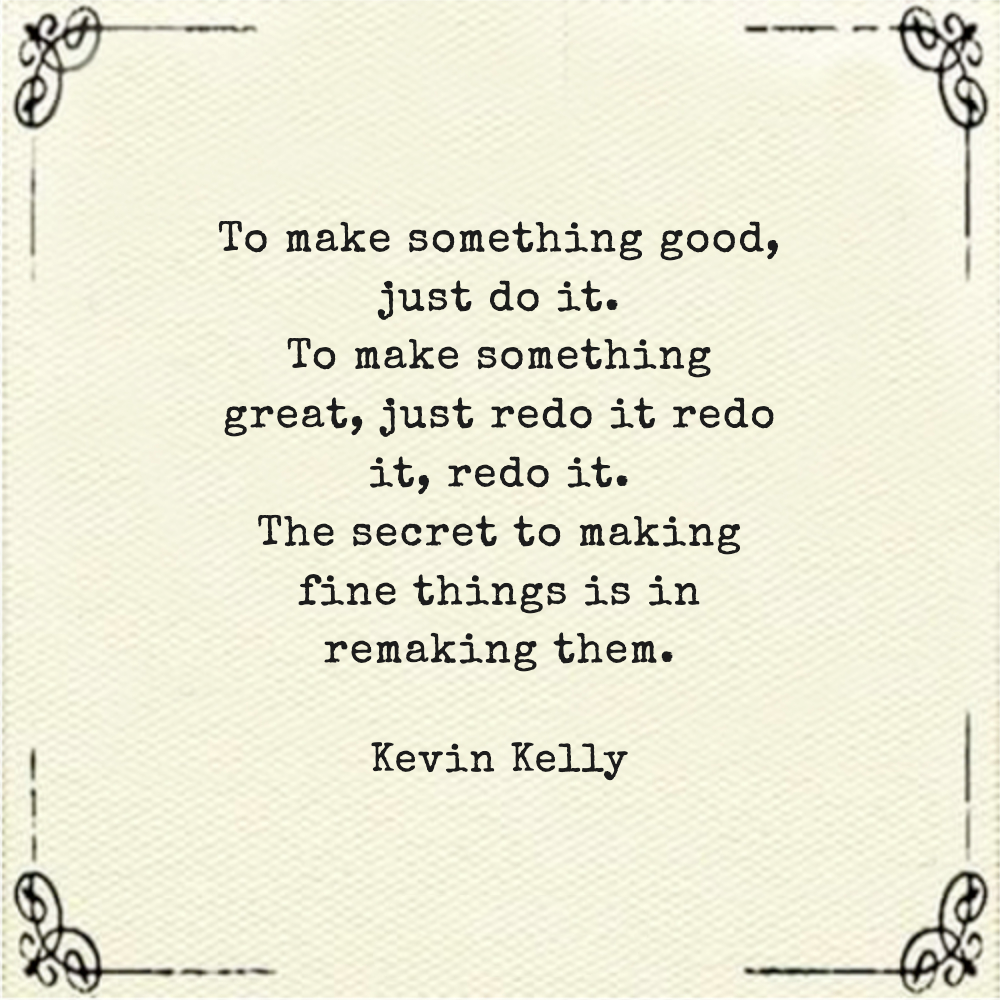 To make something good,
just do it.
To make something
great, just redo it redo
it, redo it.
The secret to making
fine things is in
remaking them.
Kevin Kelly